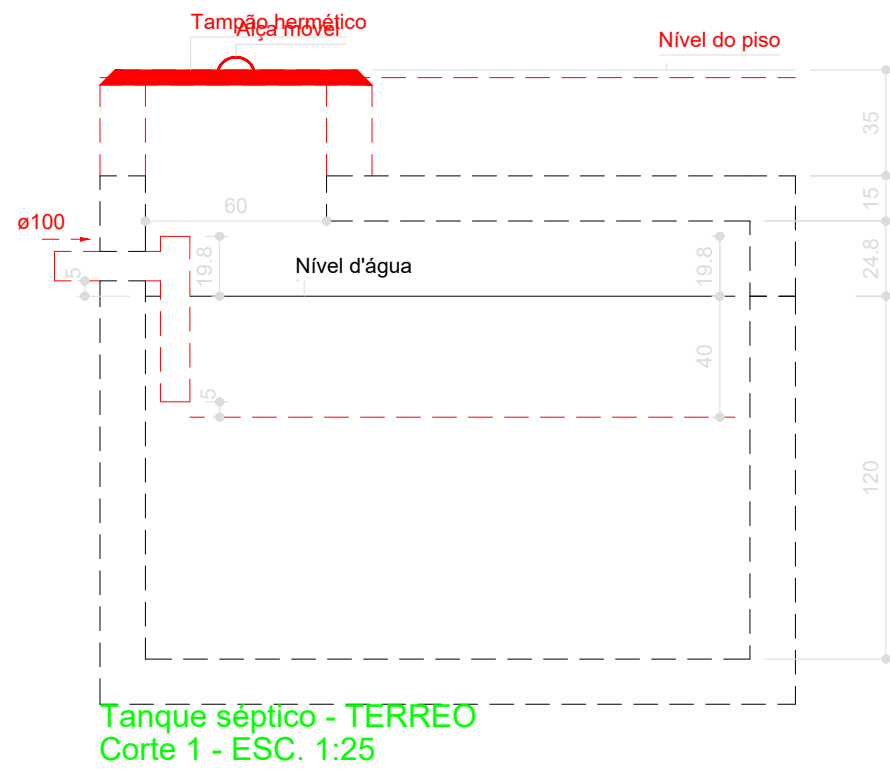 Tampão hermético
Alça móvel
Nível do piso
35
15
60
ø100
19.8
19.8
24.8
Nível d'água
5
40
5
120
Tanque séptico - TERREO
Corte 1 - ESC. 1:25